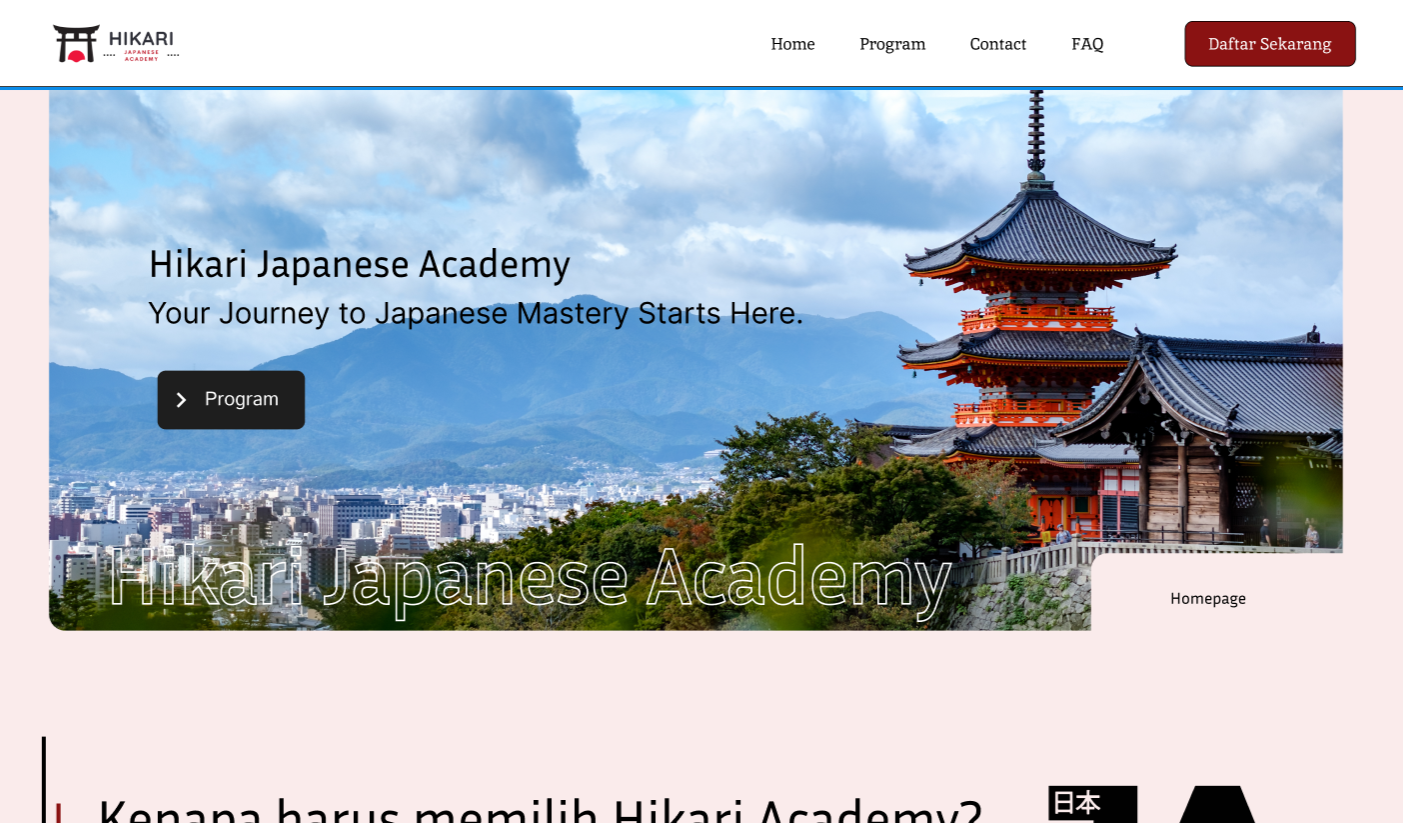 HIKARI
JAPANESE
ACADEMY
Home
Program
Contact
FAQ
Daftar Sekarang
Hikari Japanese Academy
Your Journey to Japanese Mastery Starts Here.
Program
Hikari Japanese Academy
Homepage
Kenapa harus memilih Hikari Academy?
日本